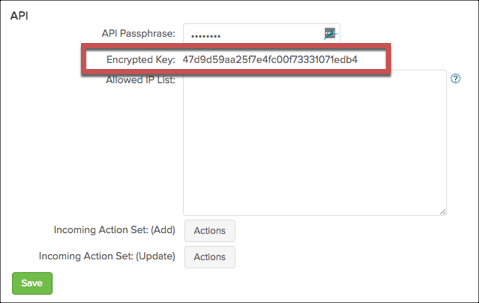 API
API Passphrase: ••••••••
Encrypted Key: 47d9d59aa25f7e4fc00f7331071edb4
Allowed IP List: ?
Incoming Action Set: (Add) Actions
Incoming Action Set: (Update) Actions
Save